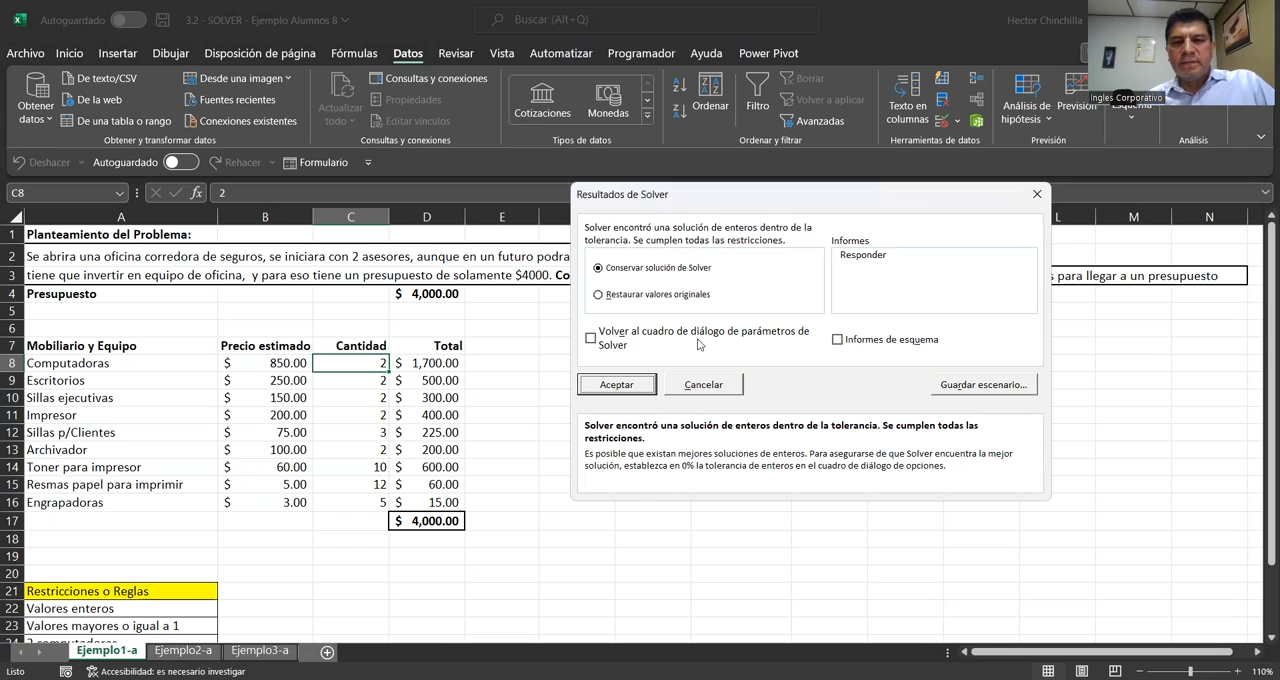 Autoguardado
3.2 - SOLVER - Ejemplo Alumnos 8
Buscar (Alt+Q)
Hector Chinchilla
Archivo Inicio Insertar Dibujar Disposición de página Fórmulas Datos Revisar Vista Automatizar Programador Ayuda Power Pivot
Ingles Corporativo
Obtener datos
De texto/CSV
De la web
De una tabla o rango
Desde una imagen
Fuentes recientes
Conexiones existentes
Obtener y transformar datos
Actualizar todo
Consultas y conexiones
Propiedades
Editar vínculos
Consultas y conexiones
Cotizaciones
Monedas
Tipos de datos
Ordenar
Filtro
Borrar
Volver a aplicar
Avanzadas
Ordenar y filtrar
Texto en columnas
Herramientas de datos
Análisis de hipótesis
Previsión
Previsión
Esquema
Análisis
Deshacer Autoguardado Rehacer Formulario
C8 fx 2
A B C D E L M N
1 Planteamiento del Problema:
2 Se abrira una oficina corredora de seguros, se iniciara con 2 asesores, aunque en un futuro podra
3 tiene que invertir en equipo de oficina, y para eso tiene un presupuesto de solamente $4000. Co
s para llegar a un presupuesto
4 Presupuesto $ 4,000.00
5
6
7 Mobiliario y Equipo Precio estimado Cantidad Total
8 Computadoras $ 850.00 2 $ 1,700.00
9 Escritorios $ 250.00 2 $ 500.00
10 Sillas ejecutivas $ 150.00 2 $ 300.00
11 Impresor $ 200.00 2 $ 400.00
12 Sillas p/Clientes $ 75.00 3 $ 225.00
13 Archivador $ 100.00 2 $ 200.00
14 Toner para impresor $ 60.00 10 $ 600.00
15 Resmas papel para imprimir $ 5.00 12 $ 60.00
16 Engrapadoras $ 3.00 5 $ 15.00
17 $ 4,000.00
18
19
20
21 Restricciones o Reglas
22 Valores enteros
23 Valores mayores o igual a 1
24 2 computadoras
Resultados de Solver
Solver encontró una solución de enteros dentro de la
tolerancia. Se cumplen todas las restricciones.
Informes
Responder
Conservar solución de Solver
Restaurar valores originales
Volver al cuadro de diálogo de parámetros de
Solver
Informes de esquema
Aceptar Cancelar Guardar escenario...
Solver encontró una solución de enteros dentro de la tolerancia. Se cumplen todas las
restricciones.
Es posible que existan mejores soluciones de enteros. Para asegurarse de que Solver encuentra la mejor
solución, establezca en 0% la tolerancia de enteros en el cuadro de diálogo de opciones.
Ejemplo1-a Ejemplo2-a Ejemplo3-a
Listo
Accesibilidad: es necesario investigar
110%